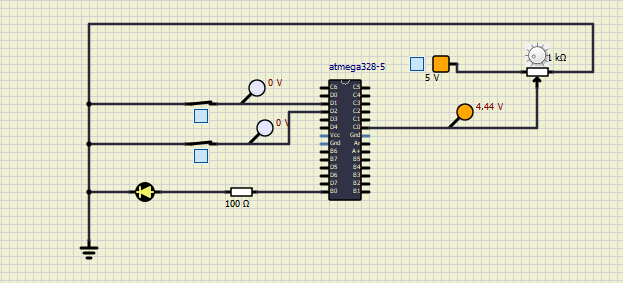 1 kΩ
atmega328-5
5 V
0 V
4.44 V
0 V
C6
D0
D1
D2
D3
D4
Vcc
Gnd
B6
B7
D5
D6
D7
B0
C5
C4
C3
C2
C1
C0
Gnd
Ar
A+
B5
B4
B3
B2
B1
100 Ω